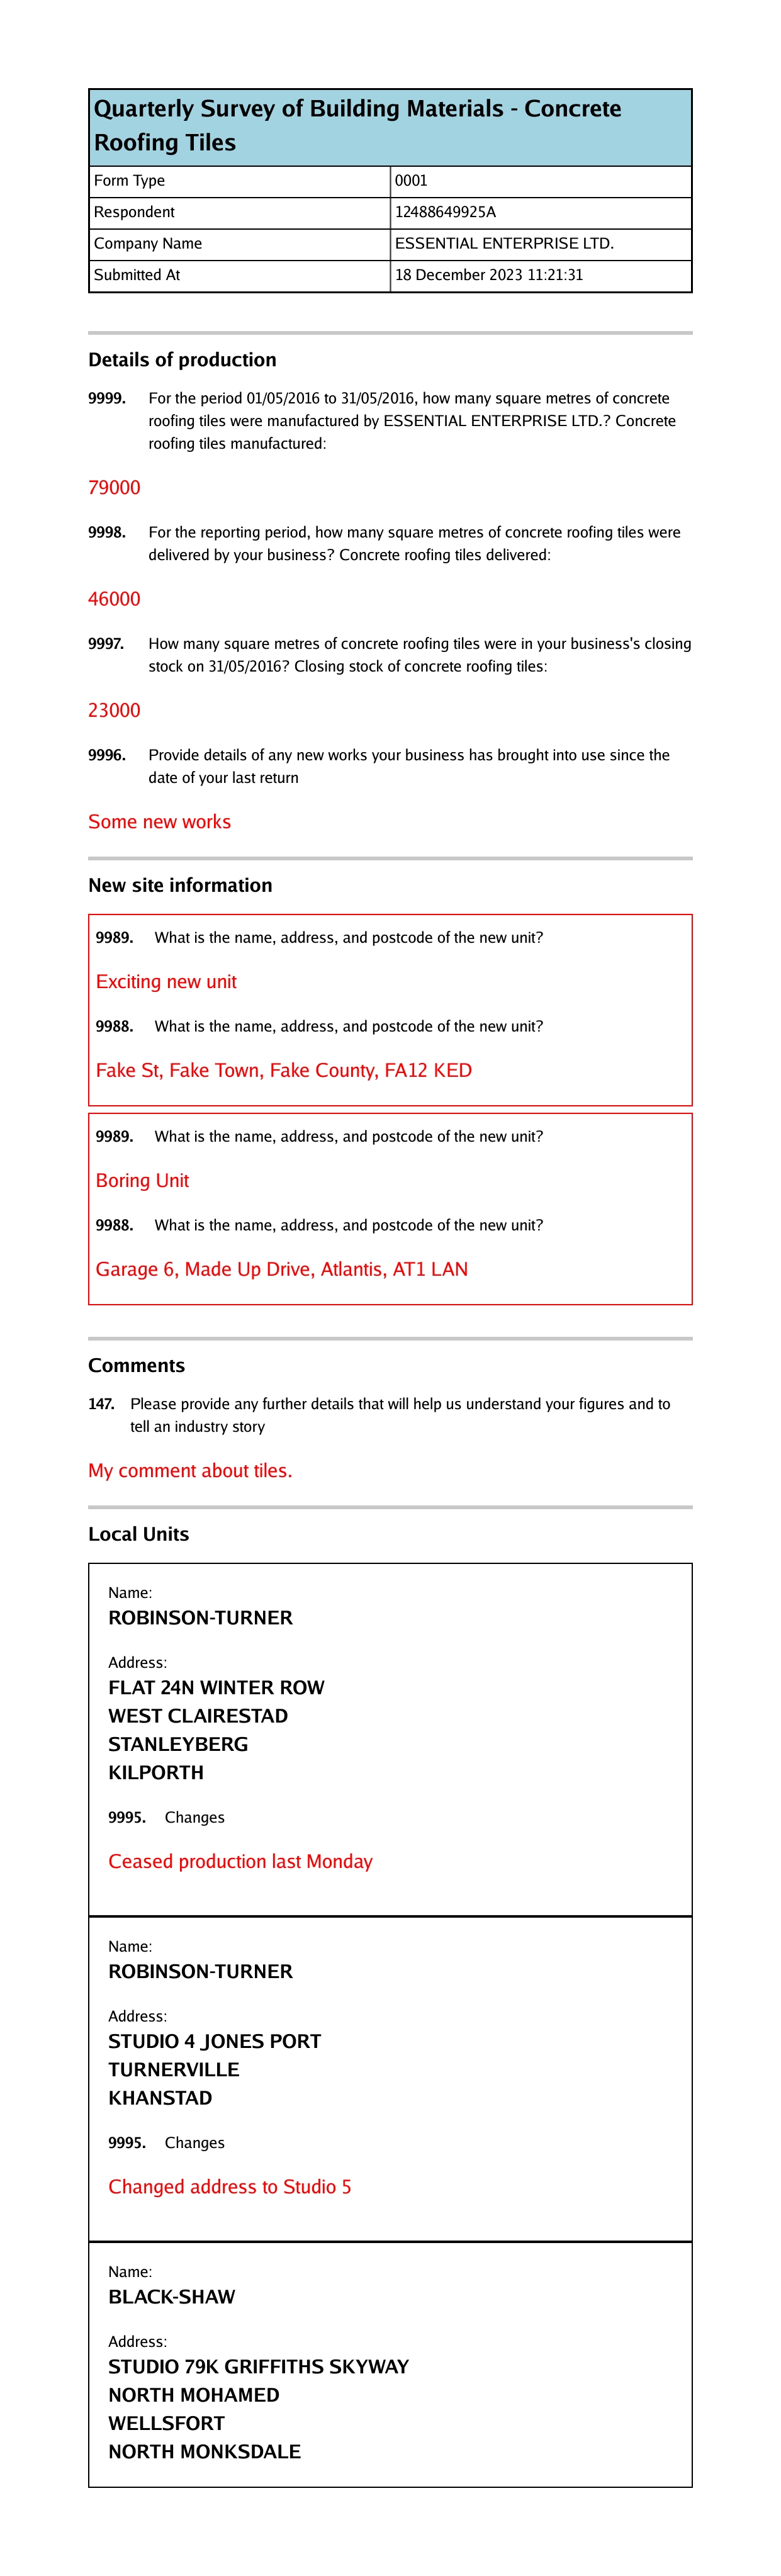 Quarterly Survey of Building Materials - Concrete
Roofing Tiles
Form Type 0001
Respondent 12488649925A
Company Name ESSENTIAL ENTERPRISE LTD.
Submitted At 18 December 2023 11:21:31
Details of production
9999. For the period 01/05/2016 to 31/05/2016, how many square metres of concrete
roofing tiles were manufactured by ESSENTIAL ENTERPRISE LTD.? Concrete
roofing tiles manufactured:
79000
9998. For the reporting period, how many square metres of concrete roofing tiles were
delivered by your business? Concrete roofing tiles delivered:
46000
9997. How many square metres of concrete roofing tiles were in your business's closing
stock on 31/05/2016? Closing stock of concrete roofing tiles:
23000
9996. Provide details of any new works your business has brought into use since the
date of your last return
Some new works
New site information
9989. What is the name, address, and postcode of the new unit?
Exciting new unit
9988. What is the name, address, and postcode of the new unit?
Fake St, Fake Town, Fake County, FA12 KED
9989. What is the name, address, and postcode of the new unit?
Boring Unit
9988. What is the name, address, and postcode of the new unit?
Garage 6, Made Up Drive, Atlantis, AT1 LAN
Comments
147. Please provide any further details that will help us understand your figures and to
tell an industry story
My comment about tiles.
Local Units
Name:
ROBINSON-TURNER
Address:
FLAT 24N WINTER ROW
WEST CLAIRESTAD
STANLEYBERG
KILPORTH
9995. Changes
Ceased production last Monday
Name:
ROBINSON-TURNER
Address:
STUDIO 4 JONES PORT
TURNERVILLE
KHANSTAD
9995. Changes
Changed address to Studio 5
Name:
BLACK-SHAW
Address:
STUDIO 79K GRIFFITHS SKYWAY
NORTH MOHAMED
WELLSFORT
NORTH MONKSDALE